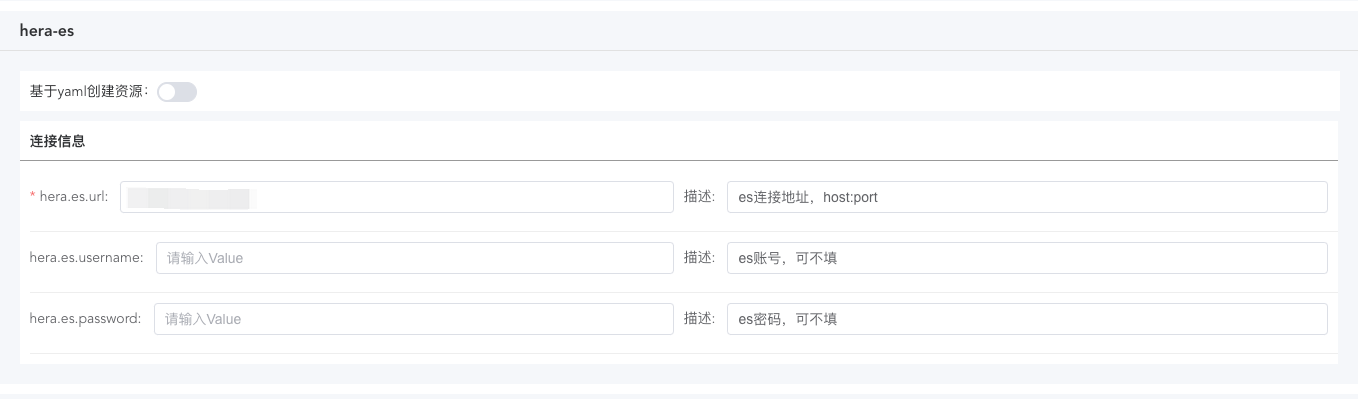 hera-es
基于yaml创建资源：
连接信息
* hera.es.url: 描述: es连接地址，host:port
hera.es.username: 请输入Value 描述: es账号，可不填
hera.es.password: 请输入Value 描述: es密码，可不填